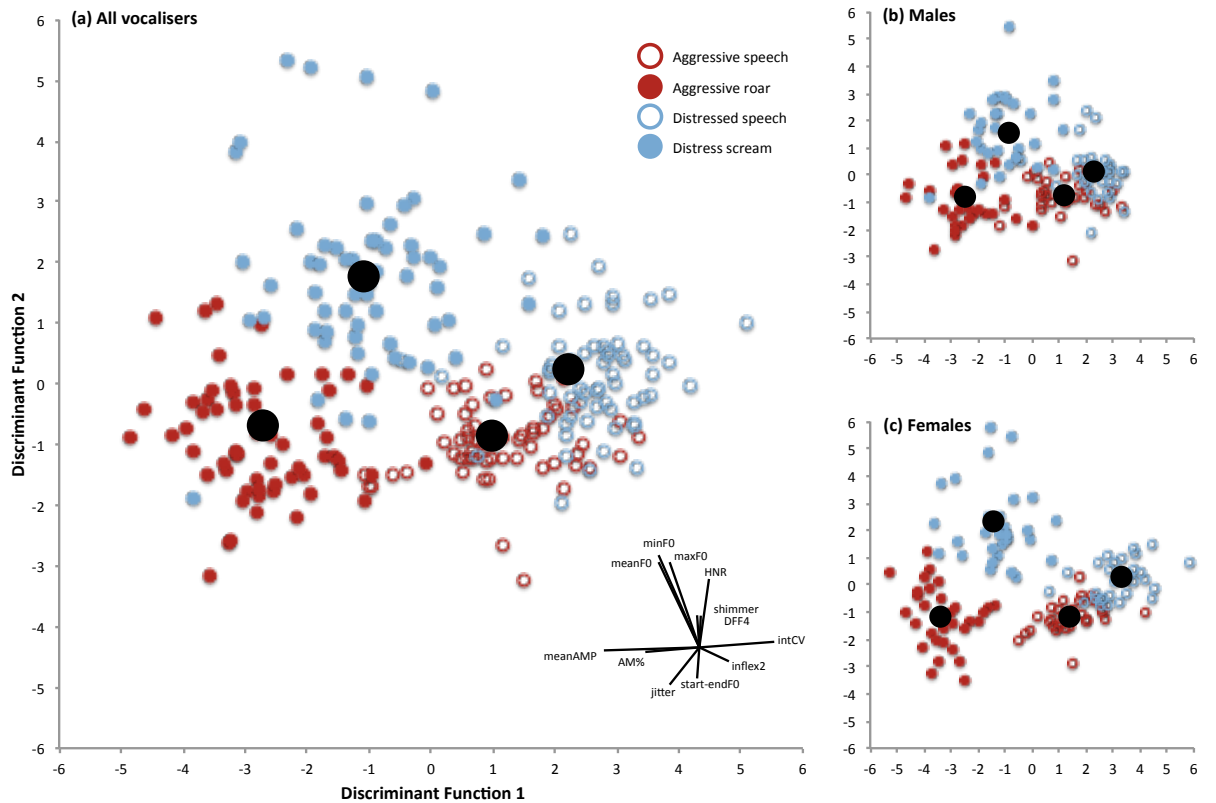 (a) All vocalisers
6
5
4
3
2
1
0
-1
-2
-3
-4
-5
-6
Discriminant Function 2
Aggressive speech
Aggressive roar
Distressed speech
Distress scream
minF0
maxF0
meanF0
HNR
shimmer
DFF4
intCV
meanAMP
AM%
inflex2
start-endF0
jitter
-6 -5 -4 -3 -2 -1 0 1 2 3 4 5 6
Discriminant Function 1
(b) Males
6
5
4
3
2
1
0
-1
-2
-3
-4
-5
-6
-6 -5 -4 -3 -2 -1 0 1 2 3 4 5 6
(c) Females
6
5
4
3
2
1
0
-1
-2
-3
-4
-5
-6
-6 -5 -4 -3 -2 -1 0 1 2 3 4 5 6